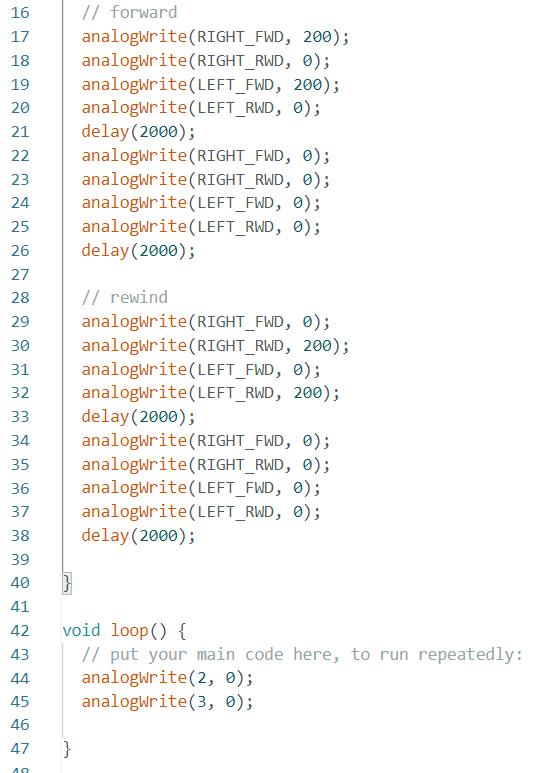 16 // forward
17 analogWrite(RIGHT_FWD, 200);
18 analogWrite(RIGHT_RWD, 0);
19 analogWrite(LEFT_FWD, 200);
20 analogWrite(LEFT_RWD, 0);
21 delay(2000);
22 analogWrite(RIGHT_FWD, 0);
23 analogWrite(RIGHT_RWD, 0);
24 analogWrite(LEFT_FWD, 0);
25 analogWrite(LEFT_RWD, 0);
26 delay(2000);
27
28 // rewind
29 analogWrite(RIGHT_FWD, 0);
30 analogWrite(RIGHT_RWD, 200);
31 analogWrite(LEFT_FWD, 0);
32 analogWrite(LEFT_RWD, 200);
33 delay(2000);
34 analogWrite(RIGHT_FWD, 0);
35 analogWrite(RIGHT_RWD, 0);
36 analogWrite(LEFT_FWD, 0);
37 analogWrite(LEFT_RWD, 0);
38 delay(2000);
39
40 }
41
42 void loop() {
43 // put your main code here, to run repeatedly:
44 analogWrite(2, 0);
45 analogWrite(3, 0);
46
47 }
48